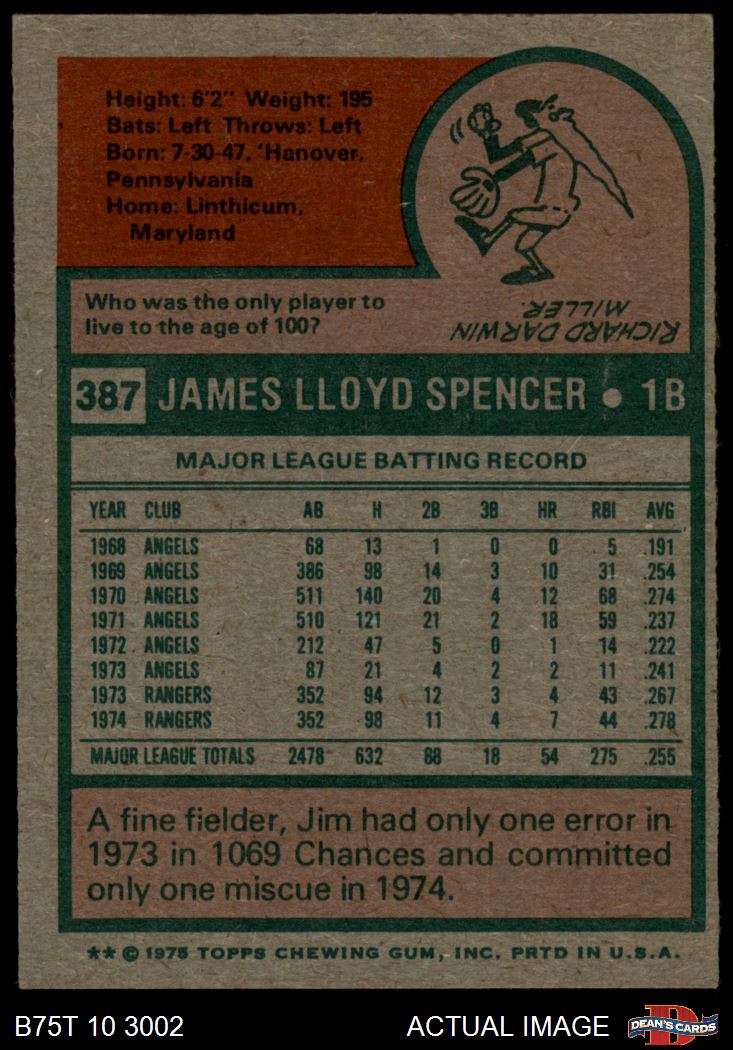 Height: 6'2" Weight: 195
Bats: Left Throws: Left
Born: 7-30-47, 'Hanover,
Pennsylvania
Home: Linthicum,
Maryland
Who was the only player to
live to the age of 100?
RICHARD DARWIN
MILLER.
387 JAMES LLOYD SPENCER • 1B
MAJOR LEAGUE BATTING RECORD
YEAR CLUB AB H 2B 3B HR RBI AVG
1968 ANGELS 68 13 1 0 0 5 .191
1969 ANGELS 386 98 14 3 10 31 .254
1970 ANGELS 511 140 20 4 12 68 .274
1971 ANGELS 510 121 21 2 18 59 .237
1972 ANGELS 212 47 5 0 1 14 .222
1973 ANGELS 87 21 4 2 2 11 .241
1973 RANGERS 352 94 12 3 4 43 .267
1974 RANGERS 352 98 11 4 7 44 .278
MAJOR LEAGUE TOTALS 2478 632 88 18 54 275 .255
A fine fielder, Jim had only one error in
1973 in 1069 Chances and committed
only one miscue in 1974.
** © 1975 TOPPS CHEWING GUM, INC. PRTD IN U.S.A.
B75T 10 3002 ACTUAL IMAGE
D
DEAN'S CARDS